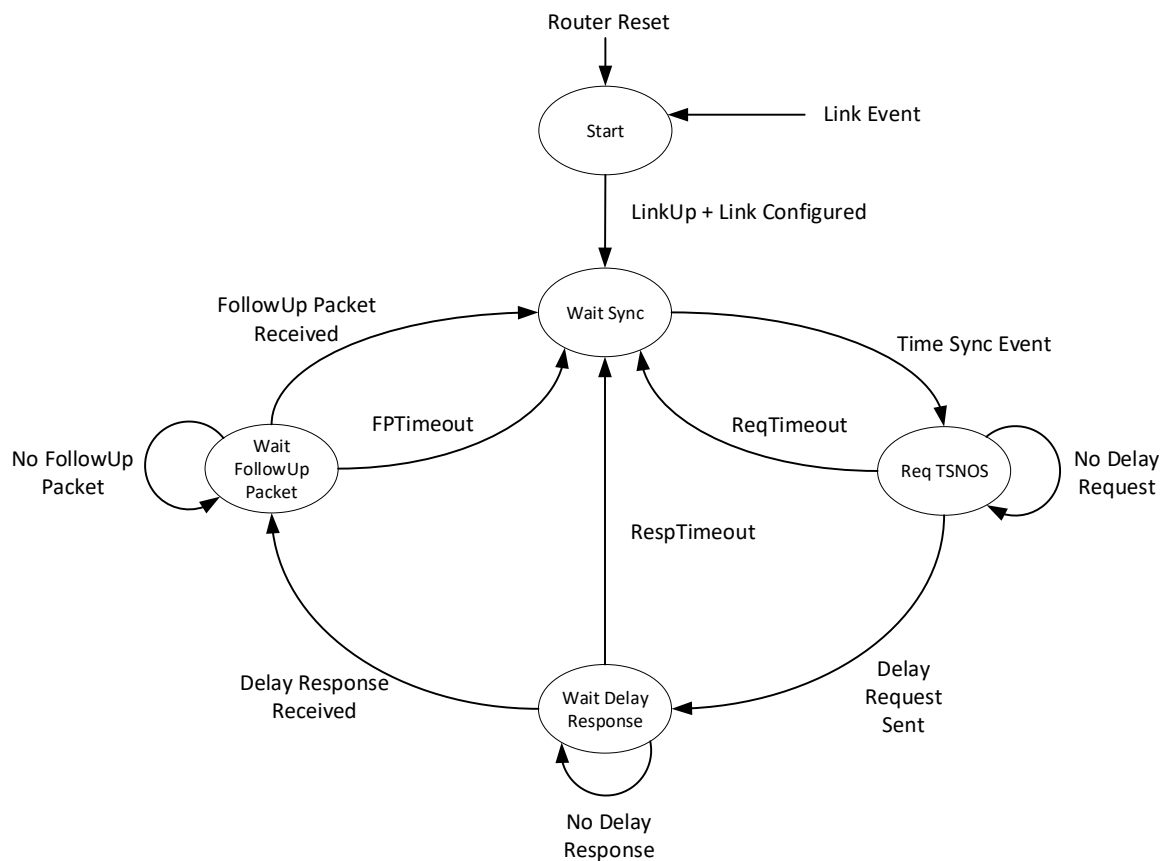 Router Reset
Start
Link Event
LinkUp + Link Configured
FollowUp Packet
Received
Wait Sync
Time Sync Event
FPTimeout
ReqTimeout
No FollowUp
Packet
Wait
FollowUp
Packet
Req TSNOS
No Delay
Request
RespTimeout
Delay Response
Received
Wait Delay
Response
Delay
Request
Sent
No Delay
Response